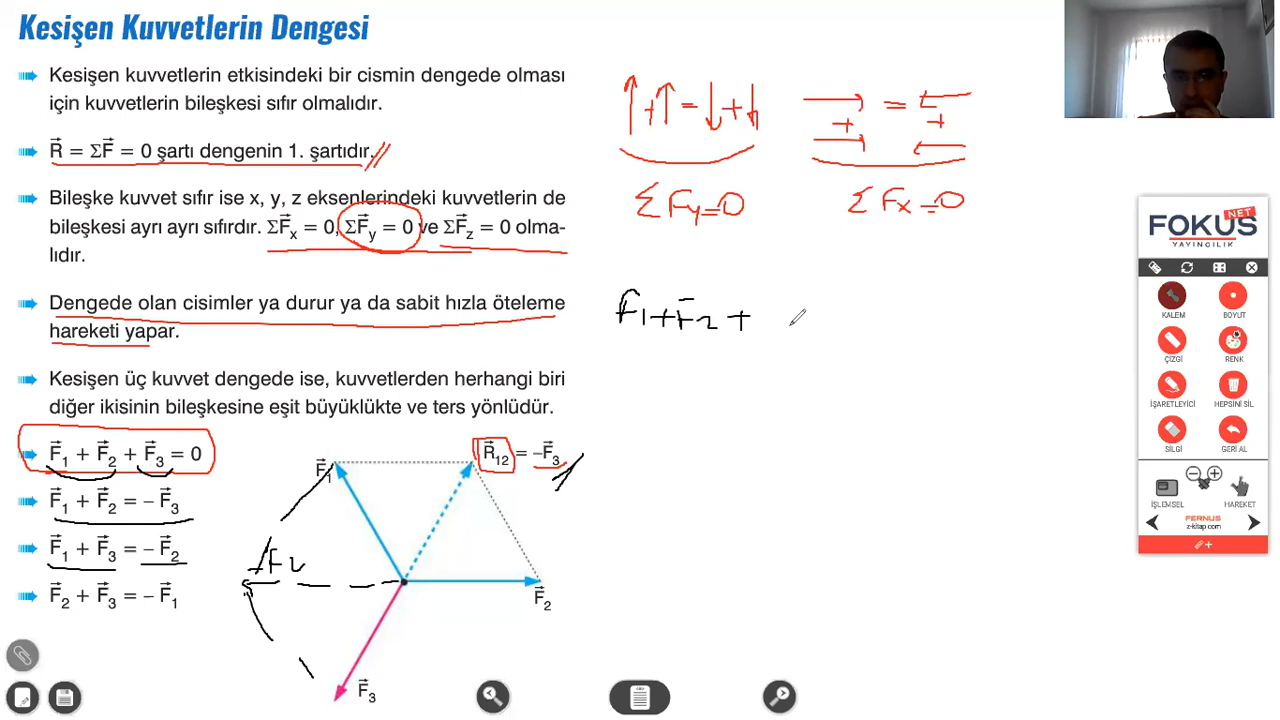 Kesişen Kuvvetlerin Dengesi
Kesişen kuvvetlerin etkisindeki bir cismin dengede olması
için kuvvetlerin bileşkesi sıfır olmalıdır.
R⃗ = ΣF⃗ = 0 şartı dengenin 1. şartıdır.
Bileşke kuvvet sıfır ise x, y, z eksenlerindeki kuvvetlerin de
bileşkesi ayrı ayrı sıfırdır. ΣF⃗x = 0, ΣF⃗y = 0 ve ΣF⃗z = 0 olma-
lıdır.
Dengede olan cisimler ya durur ya da sabit hızla öteleme
hareketi yapar.
Kesişen üç kuvvet dengede ise, kuvvetlerden herhangi biri
diğer ikisinin bileşkesine eşit büyüklükte ve ters yönlüdür.
F⃗1 + F⃗2 + F⃗3 = 0
F⃗1 + F⃗2 = – F⃗3
F⃗1 + F⃗3 = – F⃗2
F⃗2 + F⃗3 = – F⃗1
F⃗1
R⃗12 = –F⃗3
-F2
F⃗2
F⃗3
↑+↑=↓+↓
→ + → = ← + ←
ΣFy=0
ΣFx=0
F1+F2+
FOKUS NET
YAYINCILIK
KALEM
BOYUT
ÇİZGİ
RENK
İŞARETLEYİCİ
HEPSİNİ SİL
SİLGİ
GERİ AL
İŞLEMSEL
HAREKET
FERNUS
z-kitap.com